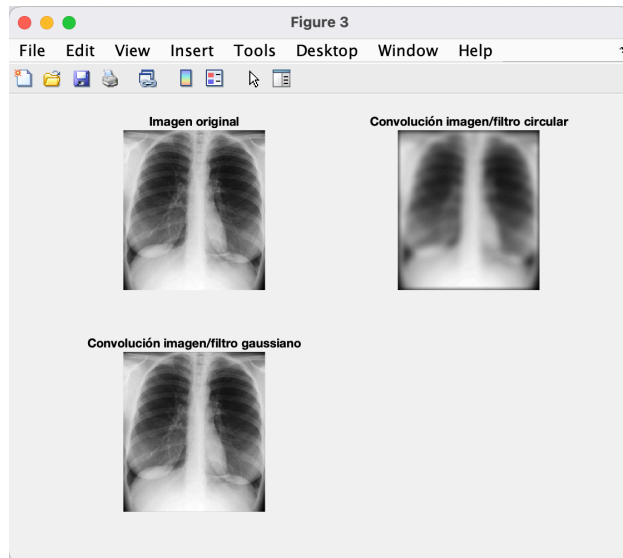 Figure 3
File Edit View Insert Tools Desktop Window Help
Imagen original
Convolución imagen/filtro circular
Convolución imagen/filtro gaussiano